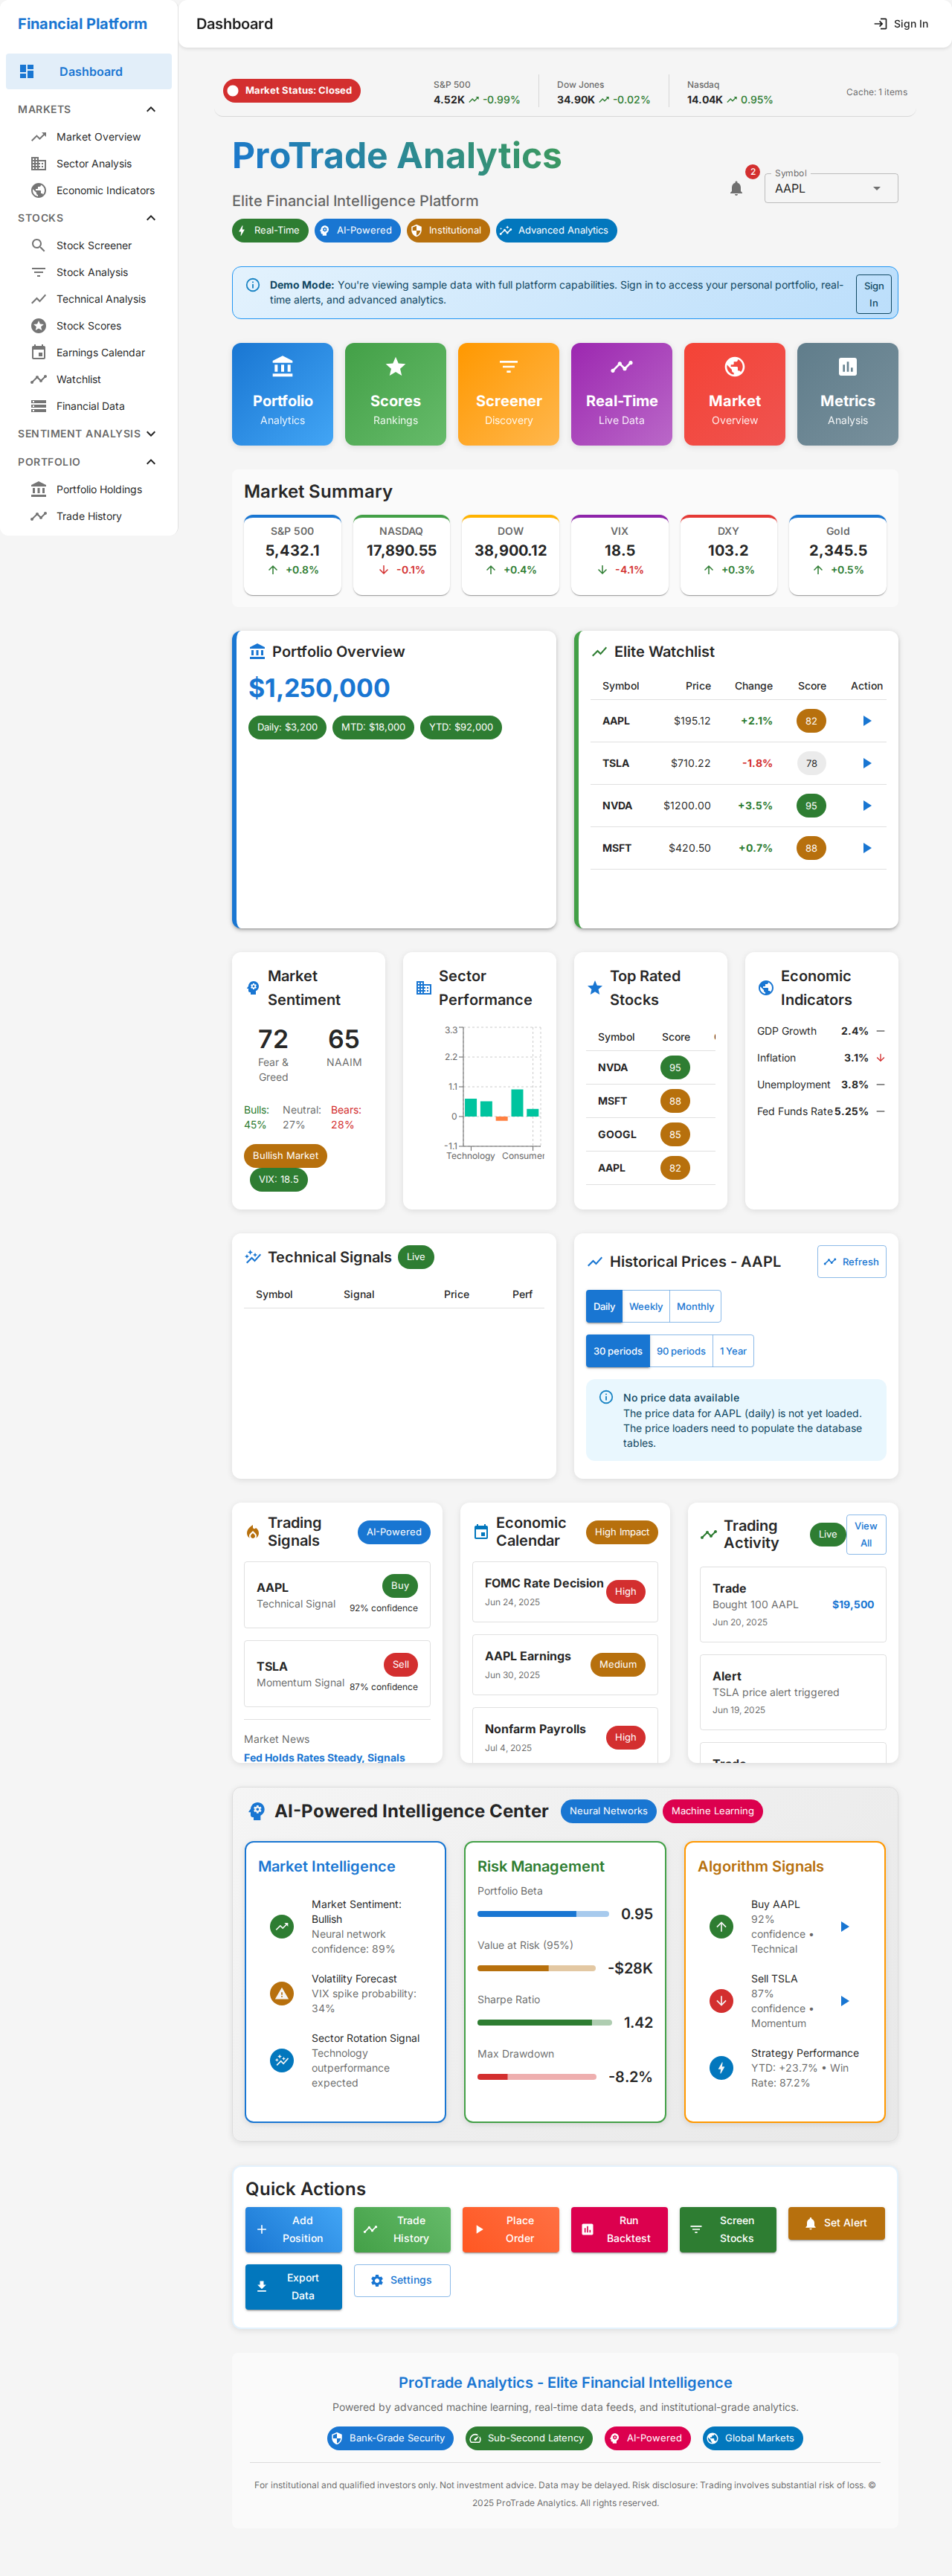 Financial Platform
Dashboard
Sign In
Dashboard
MARKETS
Market Overview
Sector Analysis
Economic Indicators
STOCKS
Stock Screener
Stock Analysis
Technical Analysis
Stock Scores
Earnings Calendar
Watchlist
Financial Data
SENTIMENT ANALYSIS
PORTFOLIO
Portfolio Holdings
Trade History
Market Status: Closed
S&P 500
4.52K -0.99%
Dow Jones
34.90K -0.02%
Nasdaq
14.04K 0.95%
Cache: 1 items
ProTrade Analytics
Elite Financial Intelligence Platform
2
Symbol
AAPL
Real-Time
AI-Powered
Institutional
Advanced Analytics
Demo Mode: You're viewing sample data with full platform capabilities. Sign in to access your personal portfolio, real-
time alerts, and advanced analytics.
Sign
In
Portfolio
Analytics
Scores
Rankings
Screener
Discovery
Real-Time
Live Data
Market
Overview
Metrics
Analysis
Market Summary
S&P 500
5,432.1
+0.8%
NASDAQ
17,890.55
-0.1%
DOW
38,900.12
+0.4%
VIX
18.5
-4.1%
DXY
103.2
+0.3%
Gold
2,345.5
+0.5%
Portfolio Overview
$1,250,000
Daily: $3,200
MTD: $18,000
YTD: $92,000
Elite Watchlist
Symbol Price Change Score Action
AAPL $195.12 +2.1% 82
TSLA $710.22 -1.8% 78
NVDA $1200.00 +3.5% 95
MSFT $420.50 +0.7% 88
Market
Sentiment
72
Fear &
Greed
65
NAAIM
Bulls:
45%
Neutral:
27%
Bears:
28%
Bullish Market
VIX: 18.5
Sector
Performance
3.3
2.2
1.1
0
-1.1
Technology Consumer
Top Rated
Stocks
Symbol Score
NVDA 95
MSFT 88
GOOGL 85
AAPL 82
Economic
Indicators
GDP Growth 2.4%
Inflation 3.1%
Unemployment 3.8%
Fed Funds Rate 5.25%
Technical Signals
Live
Symbol Signal Price Perf
Historical Prices - AAPL
Refresh
Daily Weekly Monthly
30 periods 90 periods 1 Year
No price data available
The price data for AAPL (daily) is not yet loaded.
The price loaders need to populate the database
tables.
Trading
Signals
AI-Powered
AAPL
Technical Signal
Buy
92% confidence
TSLA
Momentum Signal
Sell
87% confidence
Market News
Fed Holds Rates Steady, Signals
Economic
Calendar
High Impact
FOMC Rate Decision
Jun 24, 2025
High
AAPL Earnings
Jun 30, 2025
Medium
Nonfarm Payrolls
Jul 4, 2025
High
Trading
Activity
Live
View
All
Trade
Bought 100 AAPL
Jun 20, 2025
$19,500
Alert
TSLA price alert triggered
Jun 19, 2025
Trade
AI-Powered Intelligence Center
Neural Networks
Machine Learning
Market Intelligence
Market Sentiment:
Bullish
Neural network
confidence: 89%
Volatility Forecast
VIX spike probability:
34%
Sector Rotation Signal
Technology
outperformance
expected
Risk Management
Portfolio Beta
0.95
Value at Risk (95%)
-$28K
Sharpe Ratio
1.42
Max Drawdown
-8.2%
Algorithm Signals
Buy AAPL
92%
confidence •
Technical
Sell TSLA
87%
confidence •
Momentum
Strategy Performance
YTD: +23.7% • Win
Rate: 87.2%
Quick Actions
Add
Position
Trade
History
Place
Order
Run
Backtest
Screen
Stocks
Set Alert
Export
Data
Settings
ProTrade Analytics - Elite Financial Intelligence
Powered by advanced machine learning, real-time data feeds, and institutional-grade analytics.
Bank-Grade Security
Sub-Second Latency
AI-Powered
Global Markets
For institutional and qualified investors only. Not investment advice. Data may be delayed. Risk disclosure: Trading involves substantial risk of loss. ©
2025 ProTrade Analytics. All rights reserved.